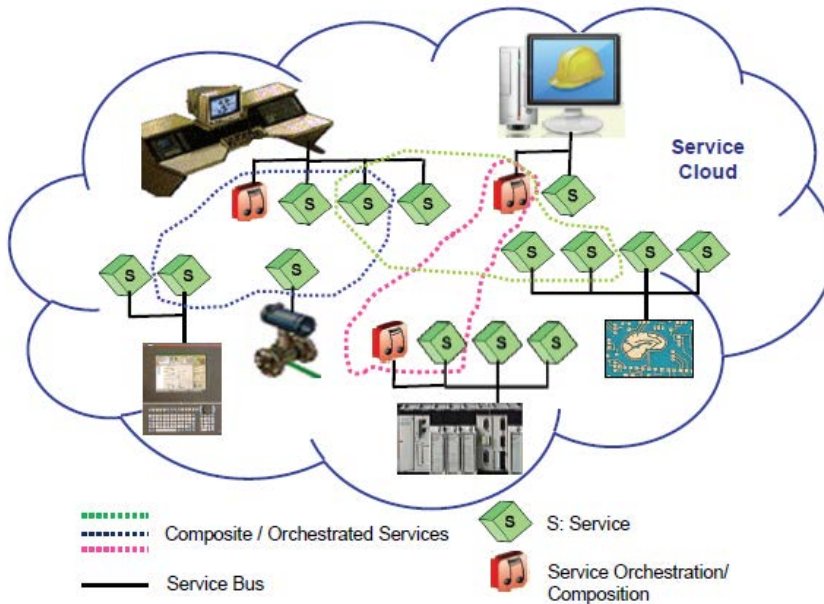 Service
Cloud
S S S S
S S S S
S S S
S S S
Composite / Orchestrated Services
S S: Service
Service Bus
Service Orchestration/
Composition